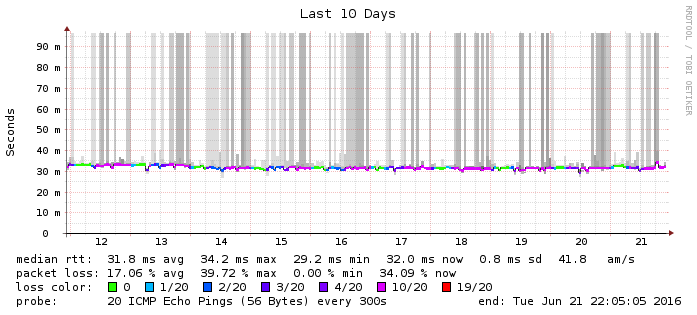 Last 10 Days
RRDTOOL / TOBI OETIKER
Seconds
90 m
80 m
70 m
60 m
50 m
40 m
30 m
20 m
10 m
0 m
12 13 14 15 16 17 18 19 20 21
median rtt: 31.8 ms avg 34.2 ms max 29.2 ms min 32.0 ms now 0.8 ms sd 41.8 am/s
packet loss: 17.06 % avg 39.72 % max 0.00 % min 34.09 % now
loss color: 0 1/20 2/20 3/20 4/20 10/20 19/20
probe: 20 ICMP Echo Pings (56 Bytes) every 300s end: Tue Jun 21 22:05:05 2016